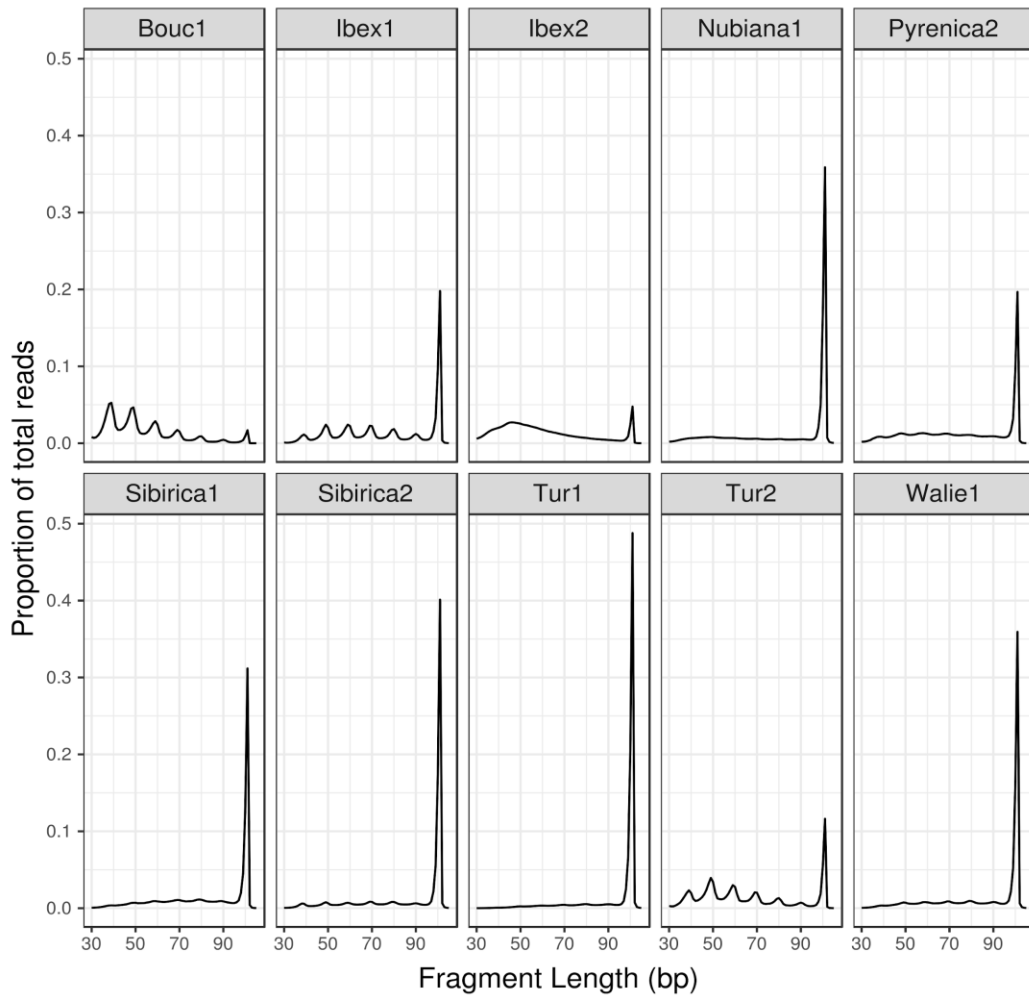 Bouc1 Ibex1 Ibex2 Nubiana1 Pyrenica2
0.5
0.4
0.3
0.2
0.1
0.0
Sibirica1 Sibirica2 Tur1 Tur2 Walie1
0.5
0.4
0.3
0.2
0.1
0.0
30 50 70 90 30 50 70 90 30 50 70 90 30 50 70 90 30 50 70 90
Fragment Length (bp)
Proportion of total reads